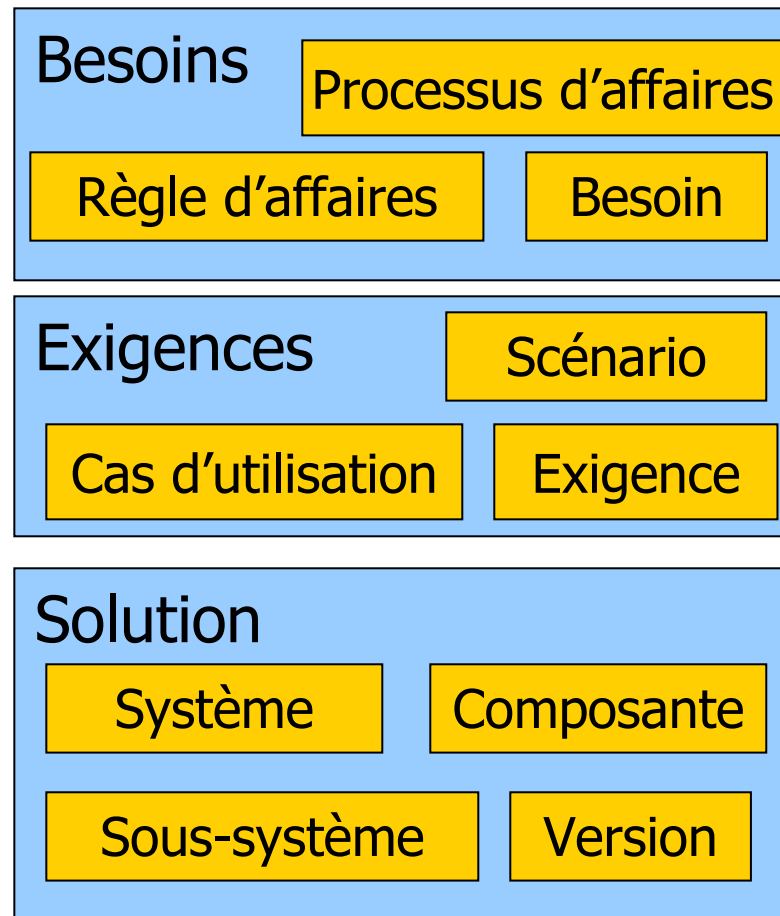 Besoins
Processus d’affaires
Règle d’affaires
Besoin
Exigences
Scénario
Cas d’utilisation
Exigence
Solution
Système
Composante
Sous-système
Version